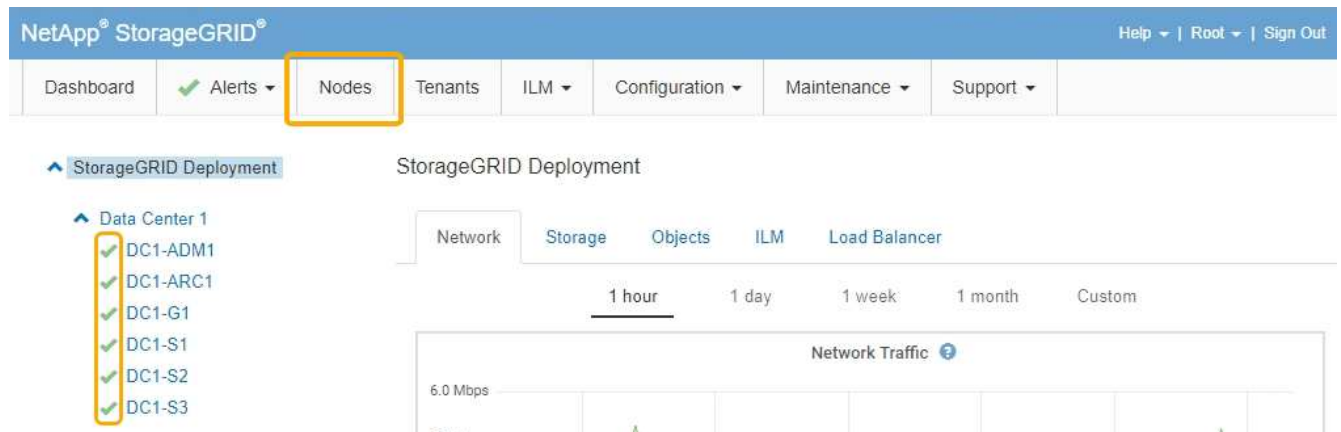 NetApp® StorageGRID®
Help | Root | Sign Out
Dashboard Alerts Nodes Tenants ILM Configuration Maintenance Support
StorageGRID Deployment
StorageGRID Deployment
Data Center 1
DC1-ADM1
DC1-ARC1
DC1-G1
DC1-S1
DC1-S2
DC1-S3
Network Storage Objects ILM Load Balancer
1 hour 1 day 1 week 1 month Custom
Network Traffic
6.0 Mbps